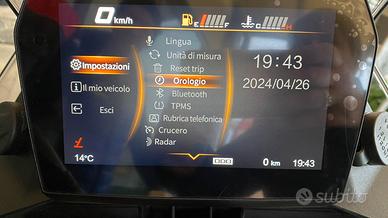 0 km/h
E F
C H
Lingua
Unità di misura
Impostazioni
Reset trip
19:43
Orologio
2024/04/26
Il mio veicolo
Bluetooth
TPMS
Esci
Rubrica telefonica
Crucero
Radar
14°C
0 km
19:43
subito